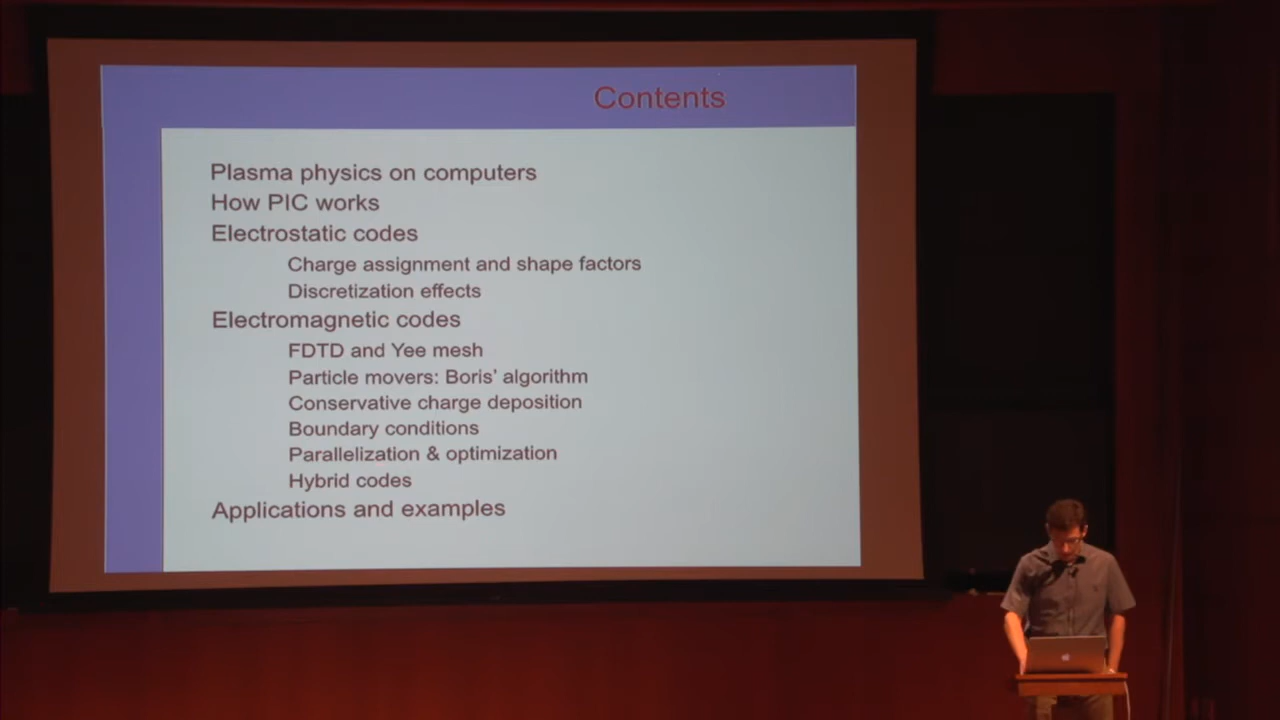 Contents
Plasma physics on computers
How PIC works
Electrostatic codes
Charge assignment and shape factors
Discretization effects
Electromagnetic codes
FDTD and Yee mesh
Particle movers: Boris' algorithm
Conservative charge deposition
Boundary conditions
Parallelization & optimization
Hybrid codes
Applications and examples